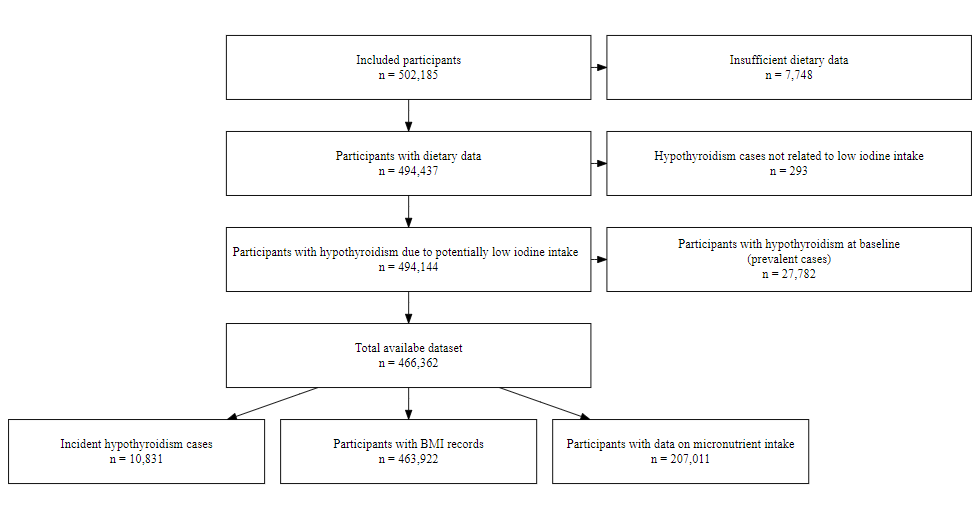 Included participants
n = 502,185
Insufficient dietary data
n = 7,748
Participants with dietary data
n = 494,437
Hypothyroidism cases not related to low iodine intake
n = 293
Participants with hypothyroidism due to potentially low iodine intake
n = 494,144
Participants with hypothyroidism at baseline
(prevalent cases)
n = 27,782
Total availabe dataset
n = 466,362
Incident hypothyroidism cases
n = 10,831
Participants with BMI records
n = 463,922
Participants with data on micronutrient intake
n = 207,011